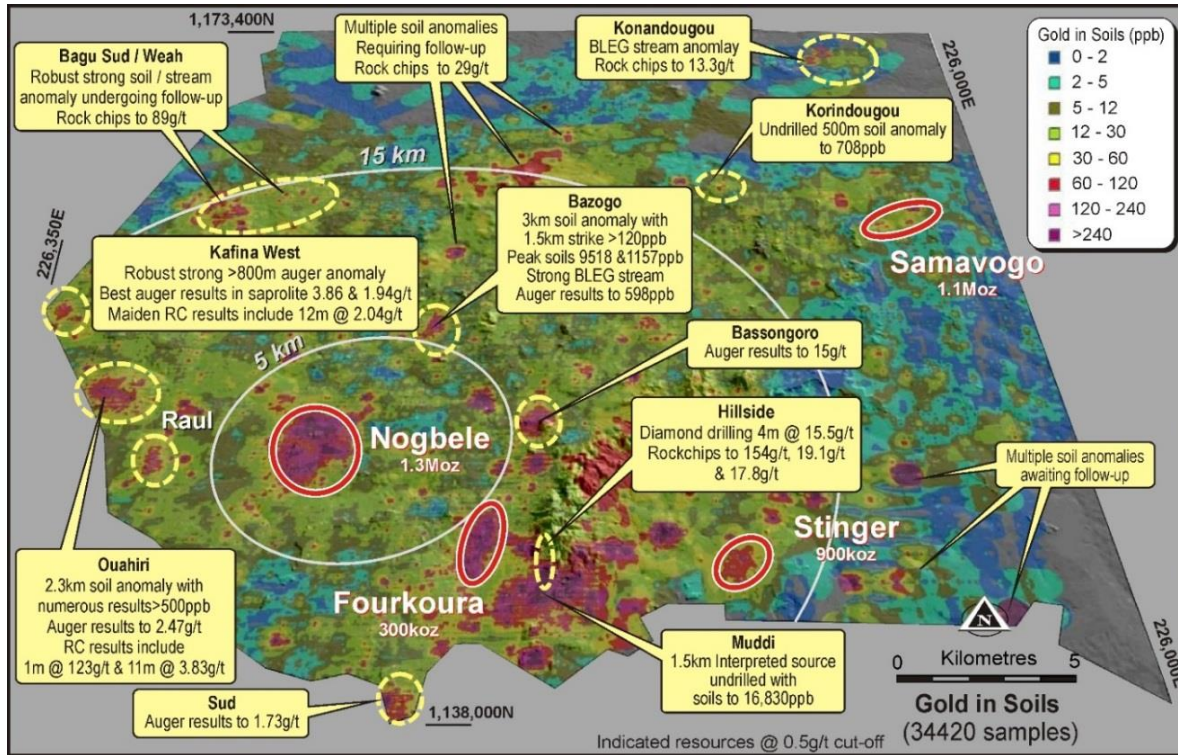 1,173,400N
Bagu Sud / Weah
Robust strong soil / stream
anomaly undergoing follow-up
Rock chips to 89g/t
Multiple soil anomalies
Requiring follow-up
Rock chips to 29g/t
Konandougou
BLEG stream anomlay
Rock chips to 13.3g/t
226,000E
Gold in Soils (ppb)
0 - 2
2 - 5
5 - 12
12 - 30
30 - 60
60 - 120
120 - 240
>240
Korindougou
Undrilled 500m soil anomaly
to 708ppb
15 km
Bazogo
3km soil anomaly with
1.5km strike >120ppb
Peak soils 9518 &1157ppb
Strong BLEG stream
Auger results to 598ppb
226,350E
Kafina West
Robust strong >800m auger anomaly
Best auger results in saprolite 3.86 & 1.94g/t
Maiden RC results include 12m @ 2.04g/t
Samavogo
1.1Moz
5 km
Bassongoro
Auger results to 15g/t
Raul
Nogbele
1.3Moz
Hillside
Diamond drilling 4m @ 15.5g/t
Rockchips to 154g/t, 19.1g/t
& 17.8g/t
Multiple soil anomalies
awaiting follow-up
Stinger
900koz
Ouahiri
2.3km soil anomaly with
numerous results>500ppb
Auger results to 2.47g/t
RC results include
1m @ 123g/t & 11m @ 3.83g/t
Fourkoura
300koz
Muddi
1.5km Interpreted source
undrilled with
soils to 16,830ppb
N
Kilometres
0 5
226,000E
Sud
Auger results to 1.73g/t
1,138,000N
Gold in Soils
(34420 samples)
Indicated resources @ 0.5g/t cut-off